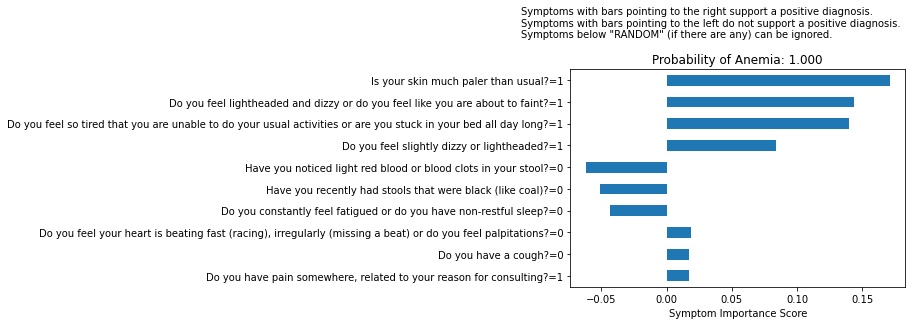 Symptoms with bars pointing to the right support a positive diagnosis.
Symptoms with bars pointing to the left do not support a positive diagnosis.
Symptoms below "RANDOM" (if there are any) can be ignored.
Probability of Anemia: 1.000
Is your skin much paler than usual?=1
Do you feel lightheaded and dizzy or do you feel like you are about to faint?=1
Do you feel so tired that you are unable to do your usual activities or are you stuck in your bed all day long?=1
Do you feel slightly dizzy or lightheaded?=1
Have you noticed light red blood or blood clots in your stool?=0
Have you recently had stools that were black (like coal)?=0
Do you constantly feel fatigued or do you have non-restful sleep?=0
Do you feel your heart is beating fast (racing), irregularly (missing a beat) or do you feel palpitations?=0
Do you have a cough?=0
Do you have pain somewhere, related to your reason for consulting?=1
−0.05 0.00 0.05 0.10 0.15
Symptom Importance Score